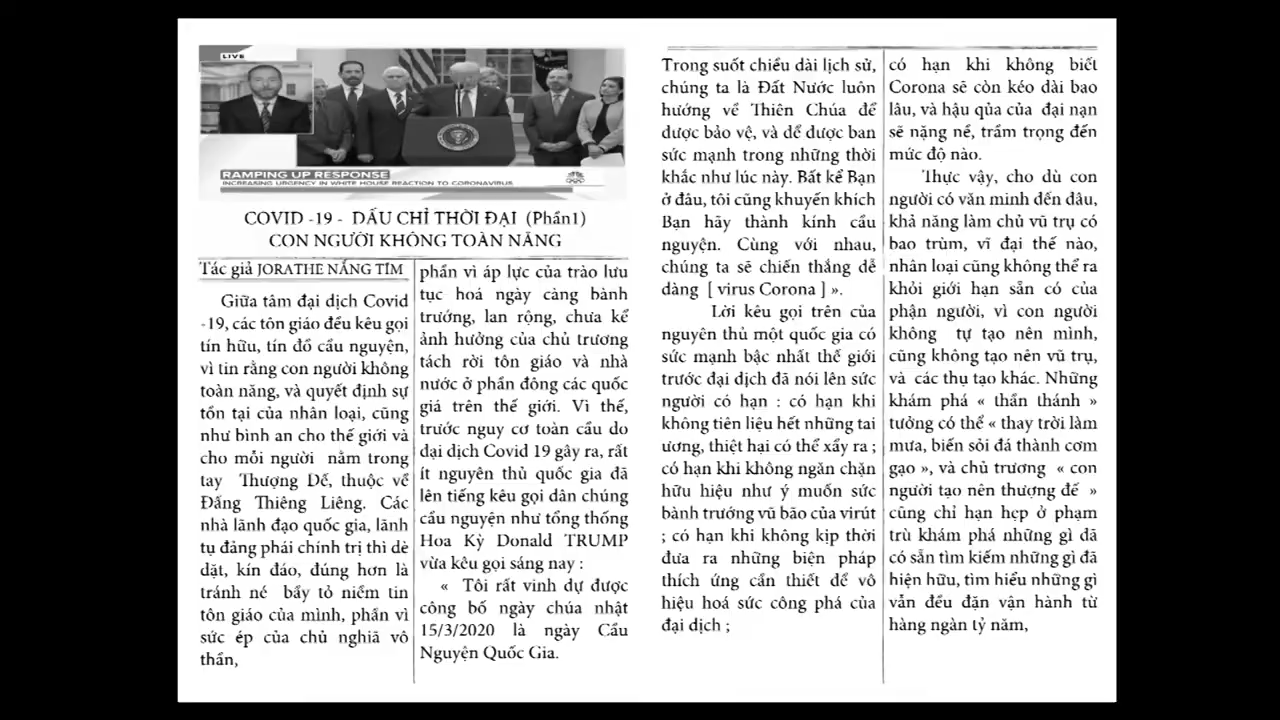 LIVE
RAMPING UP RESPONSE
INCREASING URGENCY IN WHITE HOUSE REACTION TO CORONAVIRUS
COVID -19 - DẤU CHỈ THỜI ĐẠI (Phần1)
CON NGƯỜI KHÔNG TOÀN NĂNG
Tác giả JORATHE NẮNG TÍM
Giữa tâm đại dịch Covid
-19, các tôn giáo đều kêu gọi
tín hữu, tín đồ cầu nguyện,
vì tin rằng con người không
toàn năng, và quyết định sự
tồn tại của nhân loại, cũng
như bình an cho thế giới và
cho mỗi người nằm trong
tay Thượng Đế, thuộc về
Đấng Thiêng Liêng. Các
nhà lãnh đạo quốc gia, lãnh
tụ đảng phái chính trị thì dè
dặt, kín đáo, đúng hơn là
tránh né bầy tỏ niềm tin
tôn giáo của mình, phần vì
sức ép của chủ nghiã vô
thần,
phần vì áp lực của trào lưu
tục hoá ngày càng bành
trướng, lan rộng, chưa kể
ảnh hưởng của chủ trương
tách rời tôn giáo và nhà
nước ở phần đông các quốc
giá trên thế giới. Vì thế,
trước nguy cơ toàn cầu do
đại dịch Covid 19 gây ra, rất
ít nguyên thủ quốc gia đã
lên tiếng kêu gọi dân chúng
cầu nguyện như tổng thống
Hoa Kỳ Donald TRUMP
vừa kêu gọi sáng nay :
« Tôi rất vinh dự được
công bố ngày chúa nhật
15/3/2020 là ngày Cầu
Nguyện Quốc Gia.
Trong suốt chiều dài lịch sử,
chúng ta là Đất Nước luôn
hướng về Thiên Chúa để
được bảo vệ, và để được ban
sức mạnh trong những thời
khắc như lúc này. Bất kể Bạn
ở đâu, tôi cũng khuyến khích
Bạn hãy thành kính cầu
nguyện. Cùng với nhau,
chúng ta sẽ chiến thắng dễ
dàng [ virus Corona ] ».
Lời kêu gọi trên của
nguyên thủ một quốc gia có
sức mạnh bậc nhất thế giới
trước đại dịch đã nói lên sức
người có hạn : có hạn khi
không tiên liệu hết những tai
ương, thiệt hại có thể xẩy ra ;
có hạn khi không ngăn chặn
hữu hiệu như ý muốn sức
bành trướng vũ bão của virút
; có hạn khi không kịp thời
đưa ra những biện pháp
thích ứng cần thiết để vô
hiệu hoá sức công phá của
đại dịch ;
có hạn khi không biết
Corona sẽ còn kéo dài bao
lâu, và hậu qủa của đại nạn
sẽ nặng nề, trầm trọng đến
mức độ nào.
Thực vậy, cho dù con
người có văn minh đến đâu,
khả năng làm chủ vũ trụ có
bao trùm, vĩ đại thế nào,
nhân loại cũng không thể ra
khỏi giới hạn sẵn có của
phận người, vì con người
không tự tạo nên mình,
cũng không tạo nên vũ trụ,
và các thụ tạo khác. Những
khám phá « thần thánh »
tưởng có thể « thay trời làm
mưa, biến sỏi đá thành cơm
gạo », và chủ trương « con
người tạo nên thượng đế »
cũng chỉ hạn hẹp ở phạm
trù khám phá những gì đã
có sẵn tìm kiếm những gì đã
hiện hữu, tìm hiểu những gì
vẫn đều đặn vận hành từ
hàng ngàn tỷ năm,